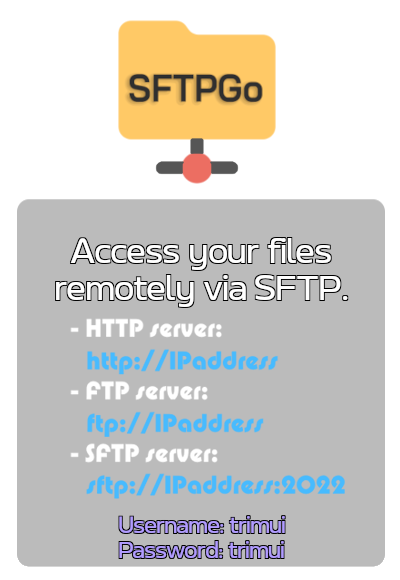 SFTPGo
Access your files
remotely via SFTP.
- HTTP server:
http://IPaddress
- FTP server:
ftp://IPaddress
- SFTP server:
sftp://IPaddress:2022
Username: trimui
Password: trimui